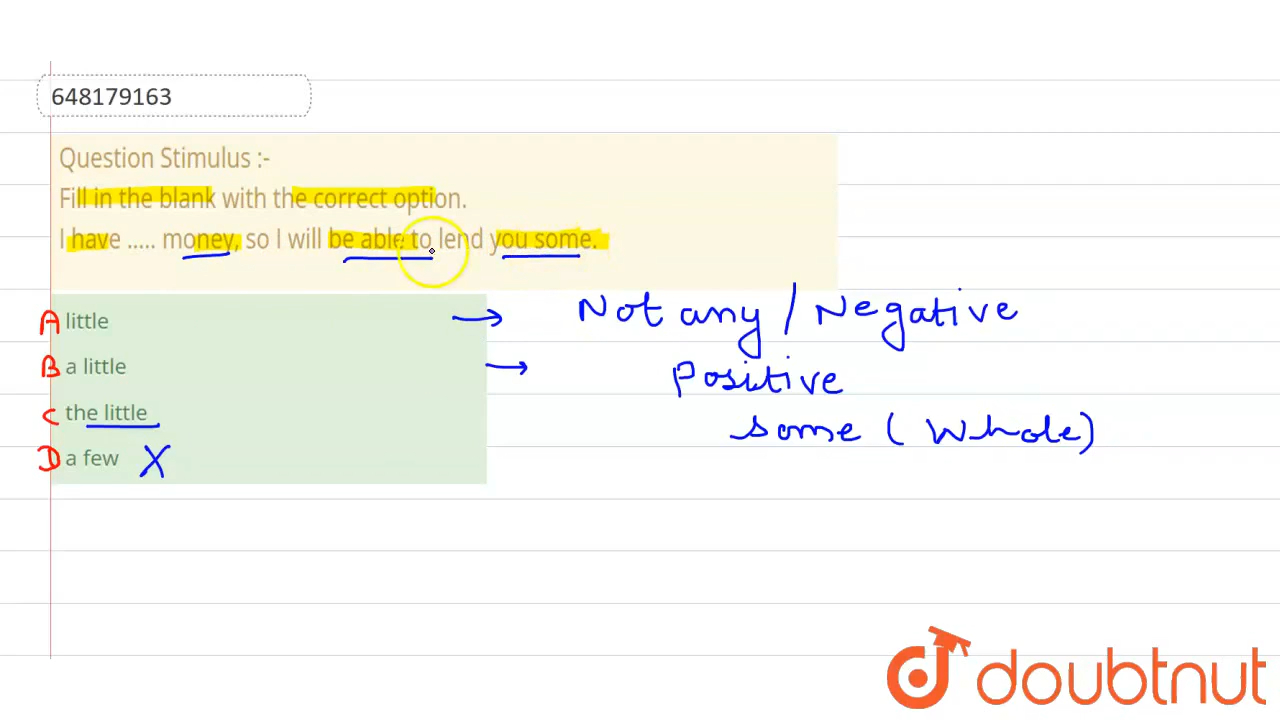 648179163
Question Stimulus :-
Fill in the blank with the correct option.
I have ..... money, so I will be able to lend you some.
A little
Not any / Negative
B a little
Positive
C the little
some (Whole)
D a few X
doubtnut